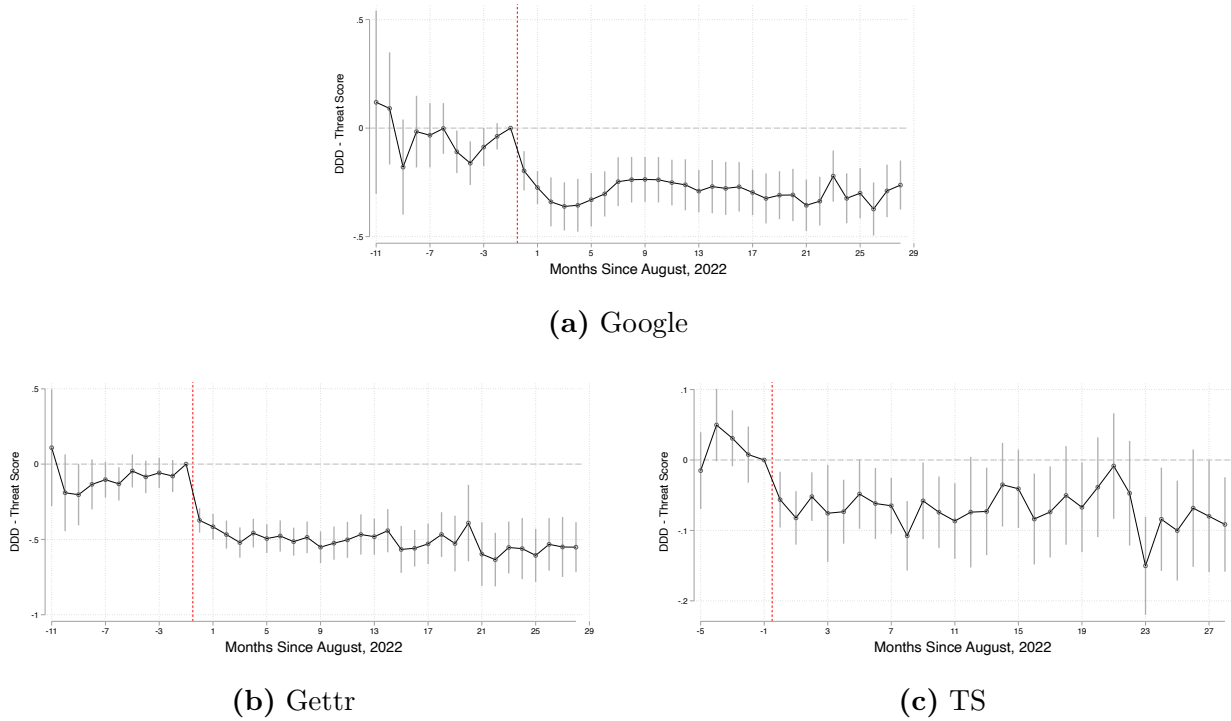 .5
0
-.5
DDD - Threat Score
-11 -7 -3 1 5 9 13 17 21 25 29
Months Since August, 2022
(a) Google
.5
0
-.5
-1
DDD - Threat Score
-11 -7 -3 1 5 9 13 17 21 25 29
Months Since August, 2022
(b) Gettr
.1
0
-.1
-.2
DDD - Threat Score
-5 -1 3 7 11 15 19 23 27
Months Since August, 2022
(c) TS